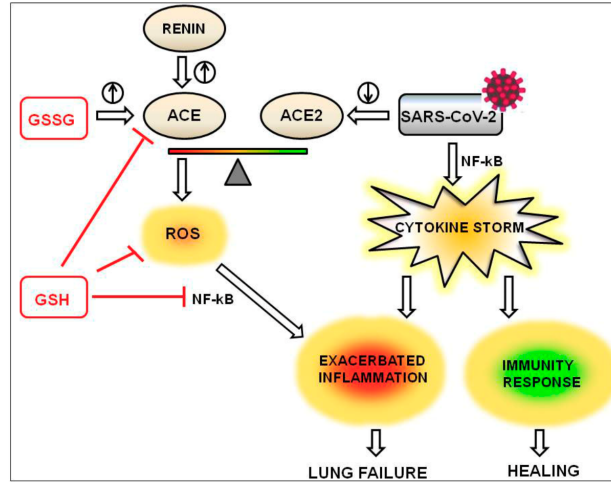 RENIN
GSSG
ACE
ACE2
SARS-CoV-2
NF-kB
ROS
CYTOKINE STORM
GSH
NF-kB
EXACERBATED
INFLAMMATION
IMMUNITY
RESPONSE
LUNG FAILURE
HEALING